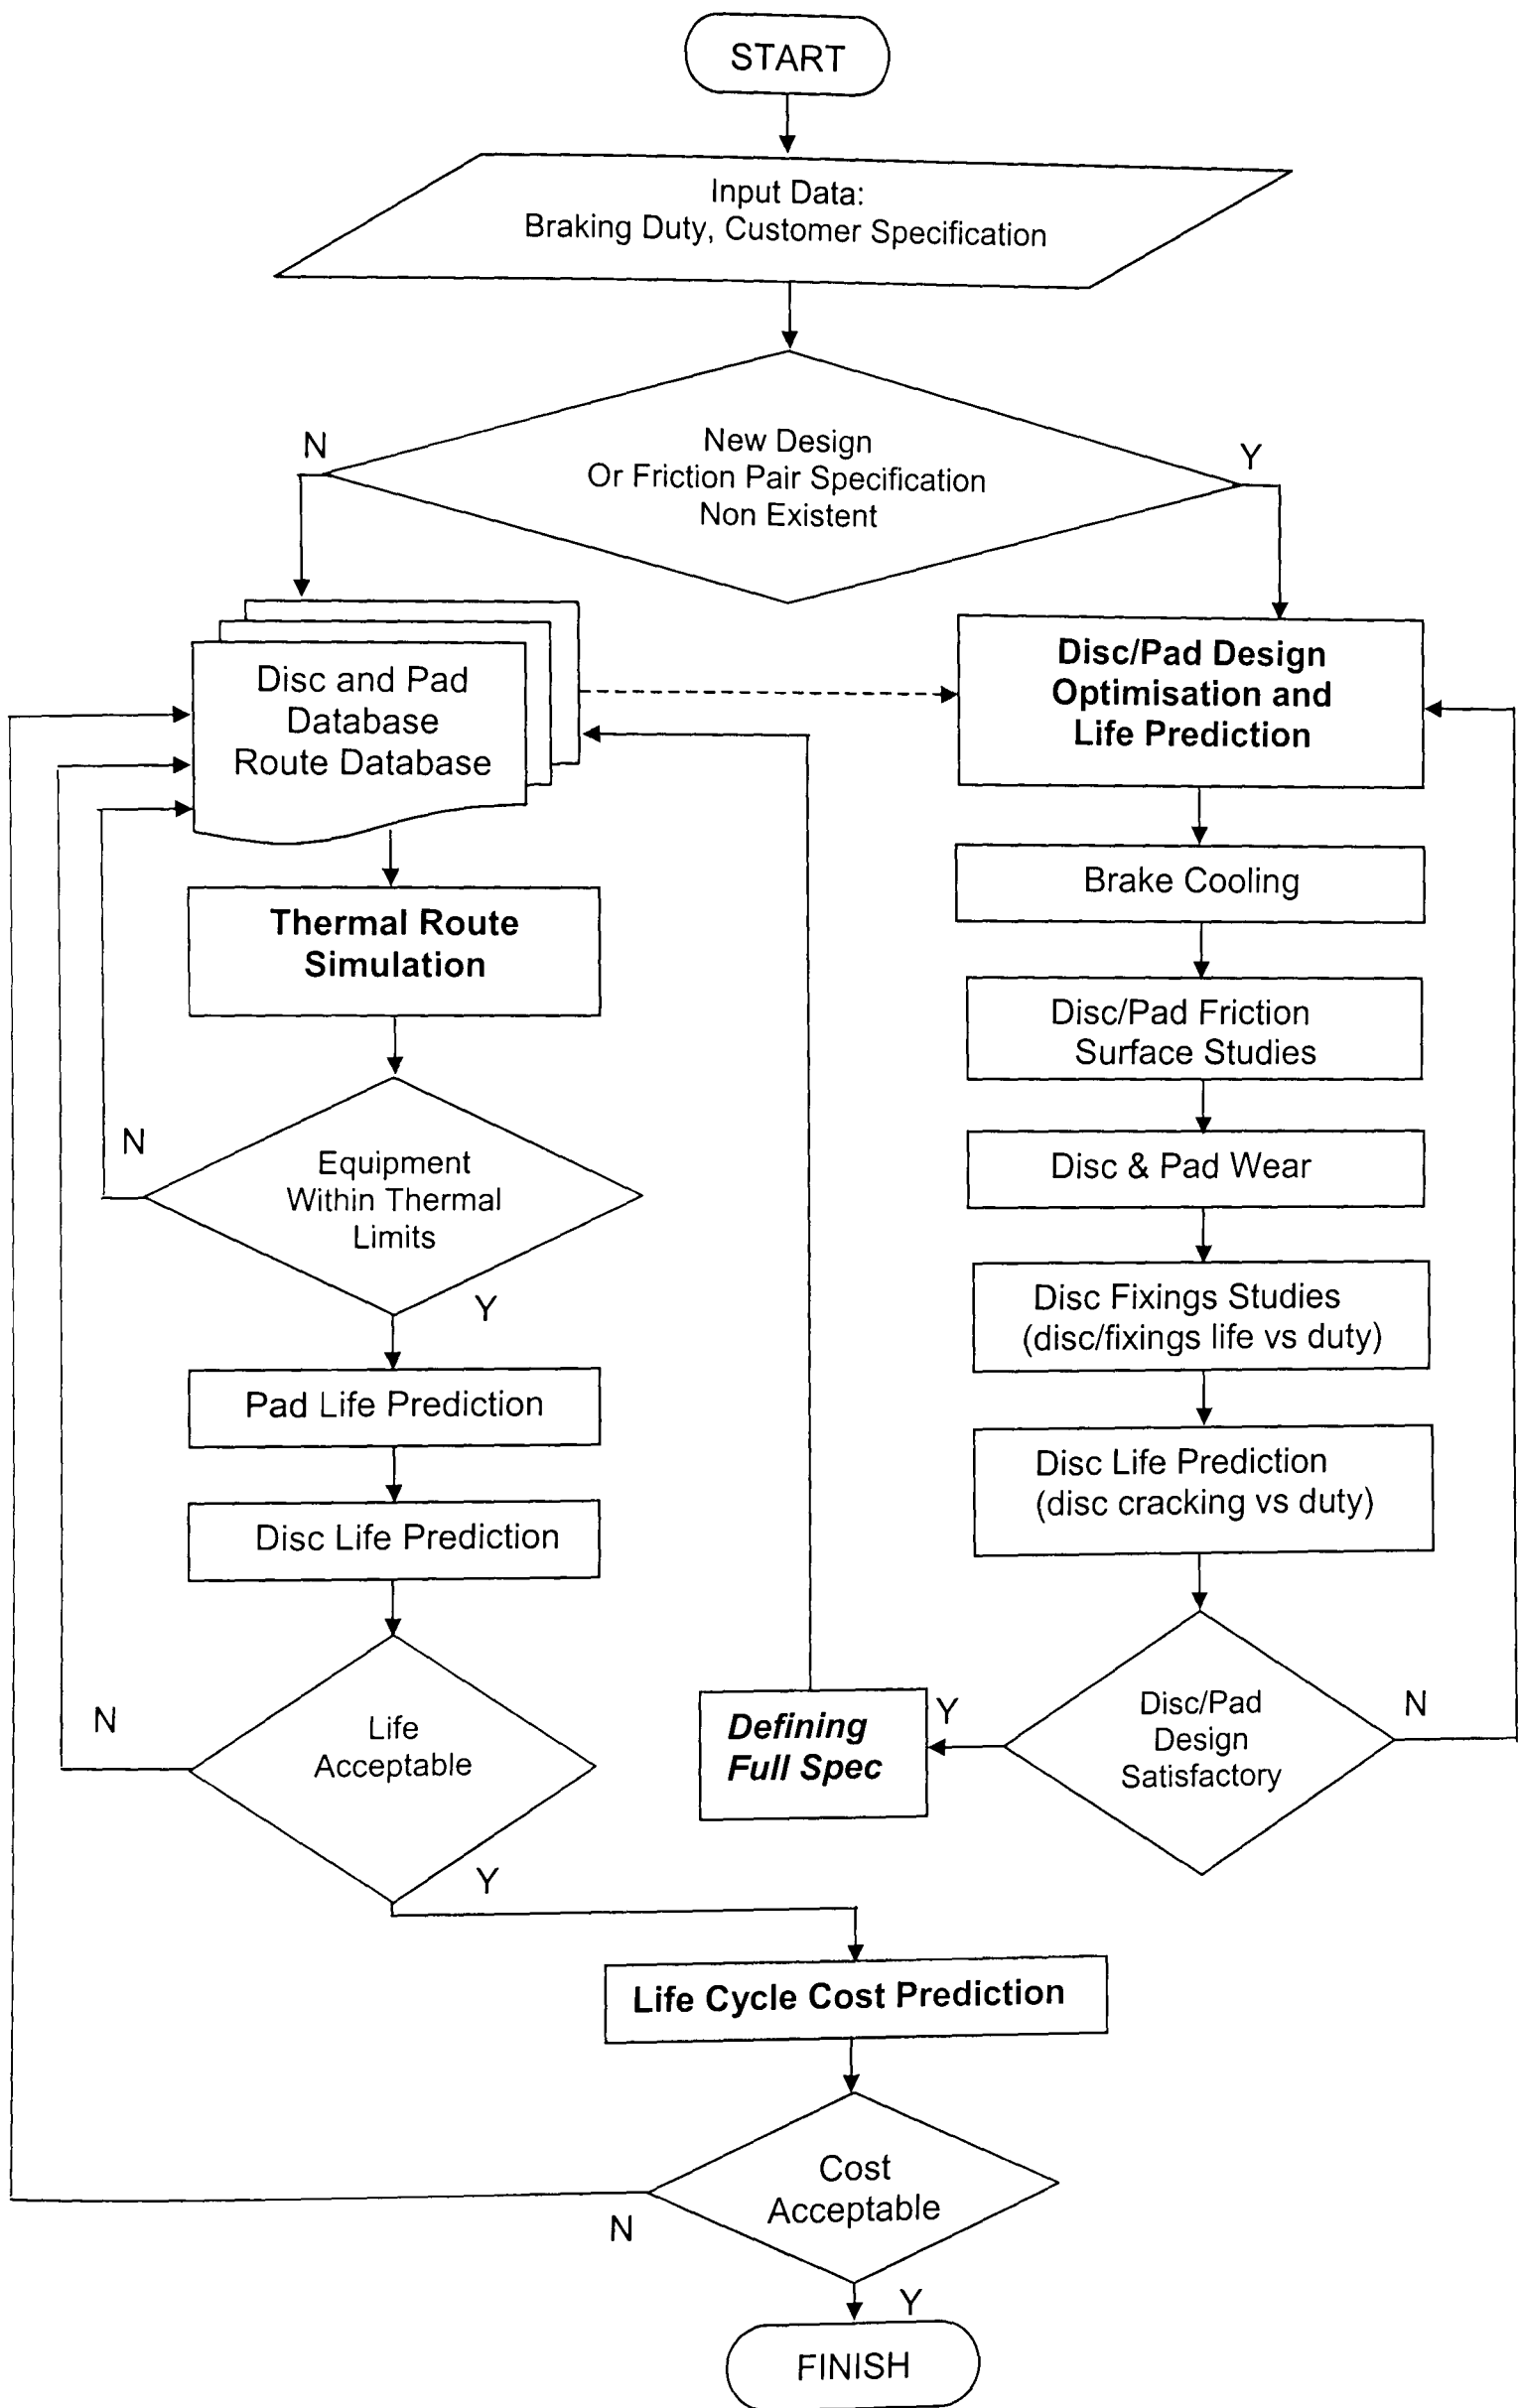 START
Input Data:
Braking Duty, Customer Specification
N
New Design
Or Friction Pair Specification
Non Existent
Y
Disc and Pad
Database
Route Database
Thermal Route
Simulation
N
Equipment
Within Thermal
Limits
Y
Pad Life Prediction
Disc Life Prediction
N
Life
Acceptable
Y
Disc/Pad Design
Optimisation and
Life Prediction
Brake Cooling
Disc/Pad Friction
Surface Studies
Disc & Pad Wear
Disc Fixings Studies
(disc/fixings life vs duty)
Disc Life Prediction
(disc cracking vs duty)
Disc/Pad
Design
Satisfactory
N
Y
Defining
Full Spec
Life Cycle Cost Prediction
Cost
Acceptable
N
Y
FINISH